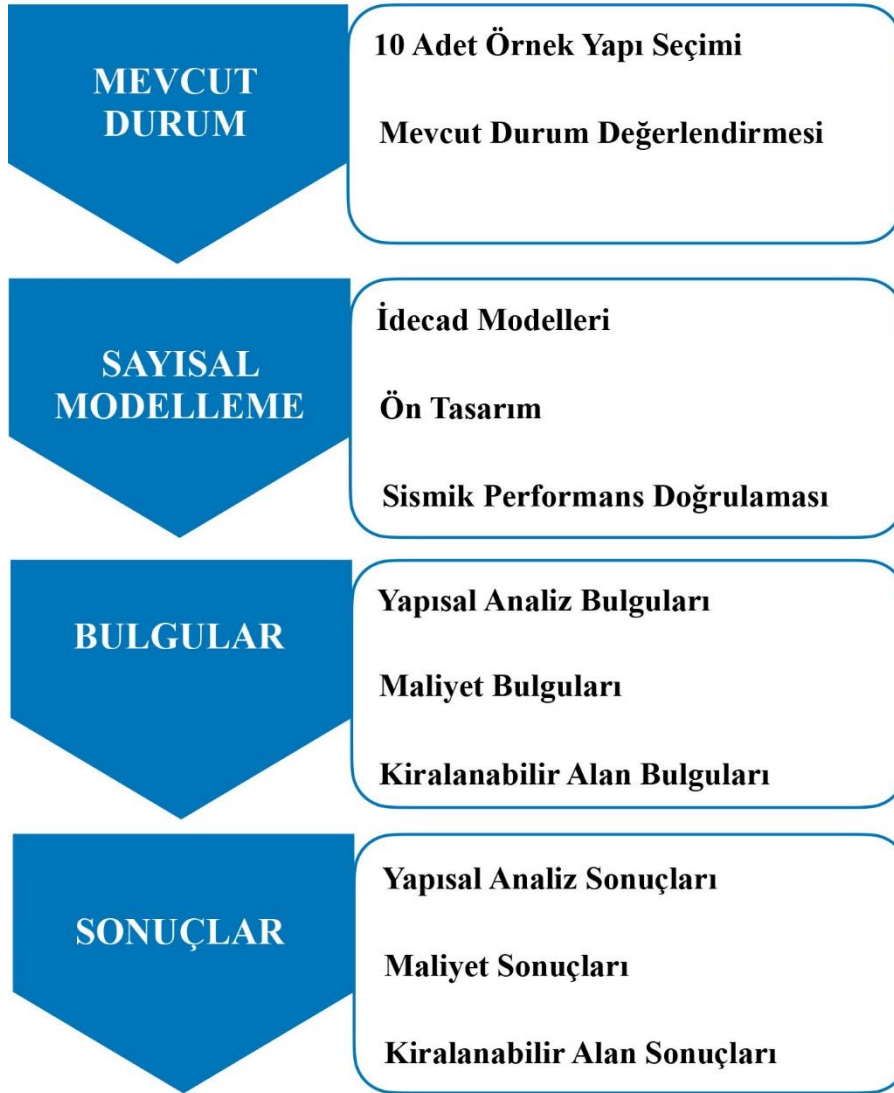 MEVCUT
DURUM
10 Adet Örnek Yapı Seçimi
Mevcut Durum Değerlendirmesi
SAYISAL
MODELLEME
İdecad Modelleri
Ön Tasarım
Sismik Performans Doğrulaması
BULGULAR
Yapısal Analiz Bulguları
Maliyet Bulguları
Kiralanabilir Alan Bulguları
SONUÇLAR
Yapısal Analiz Sonuçları
Maliyet Sonuçları
Kiralanabilir Alan Sonuçları